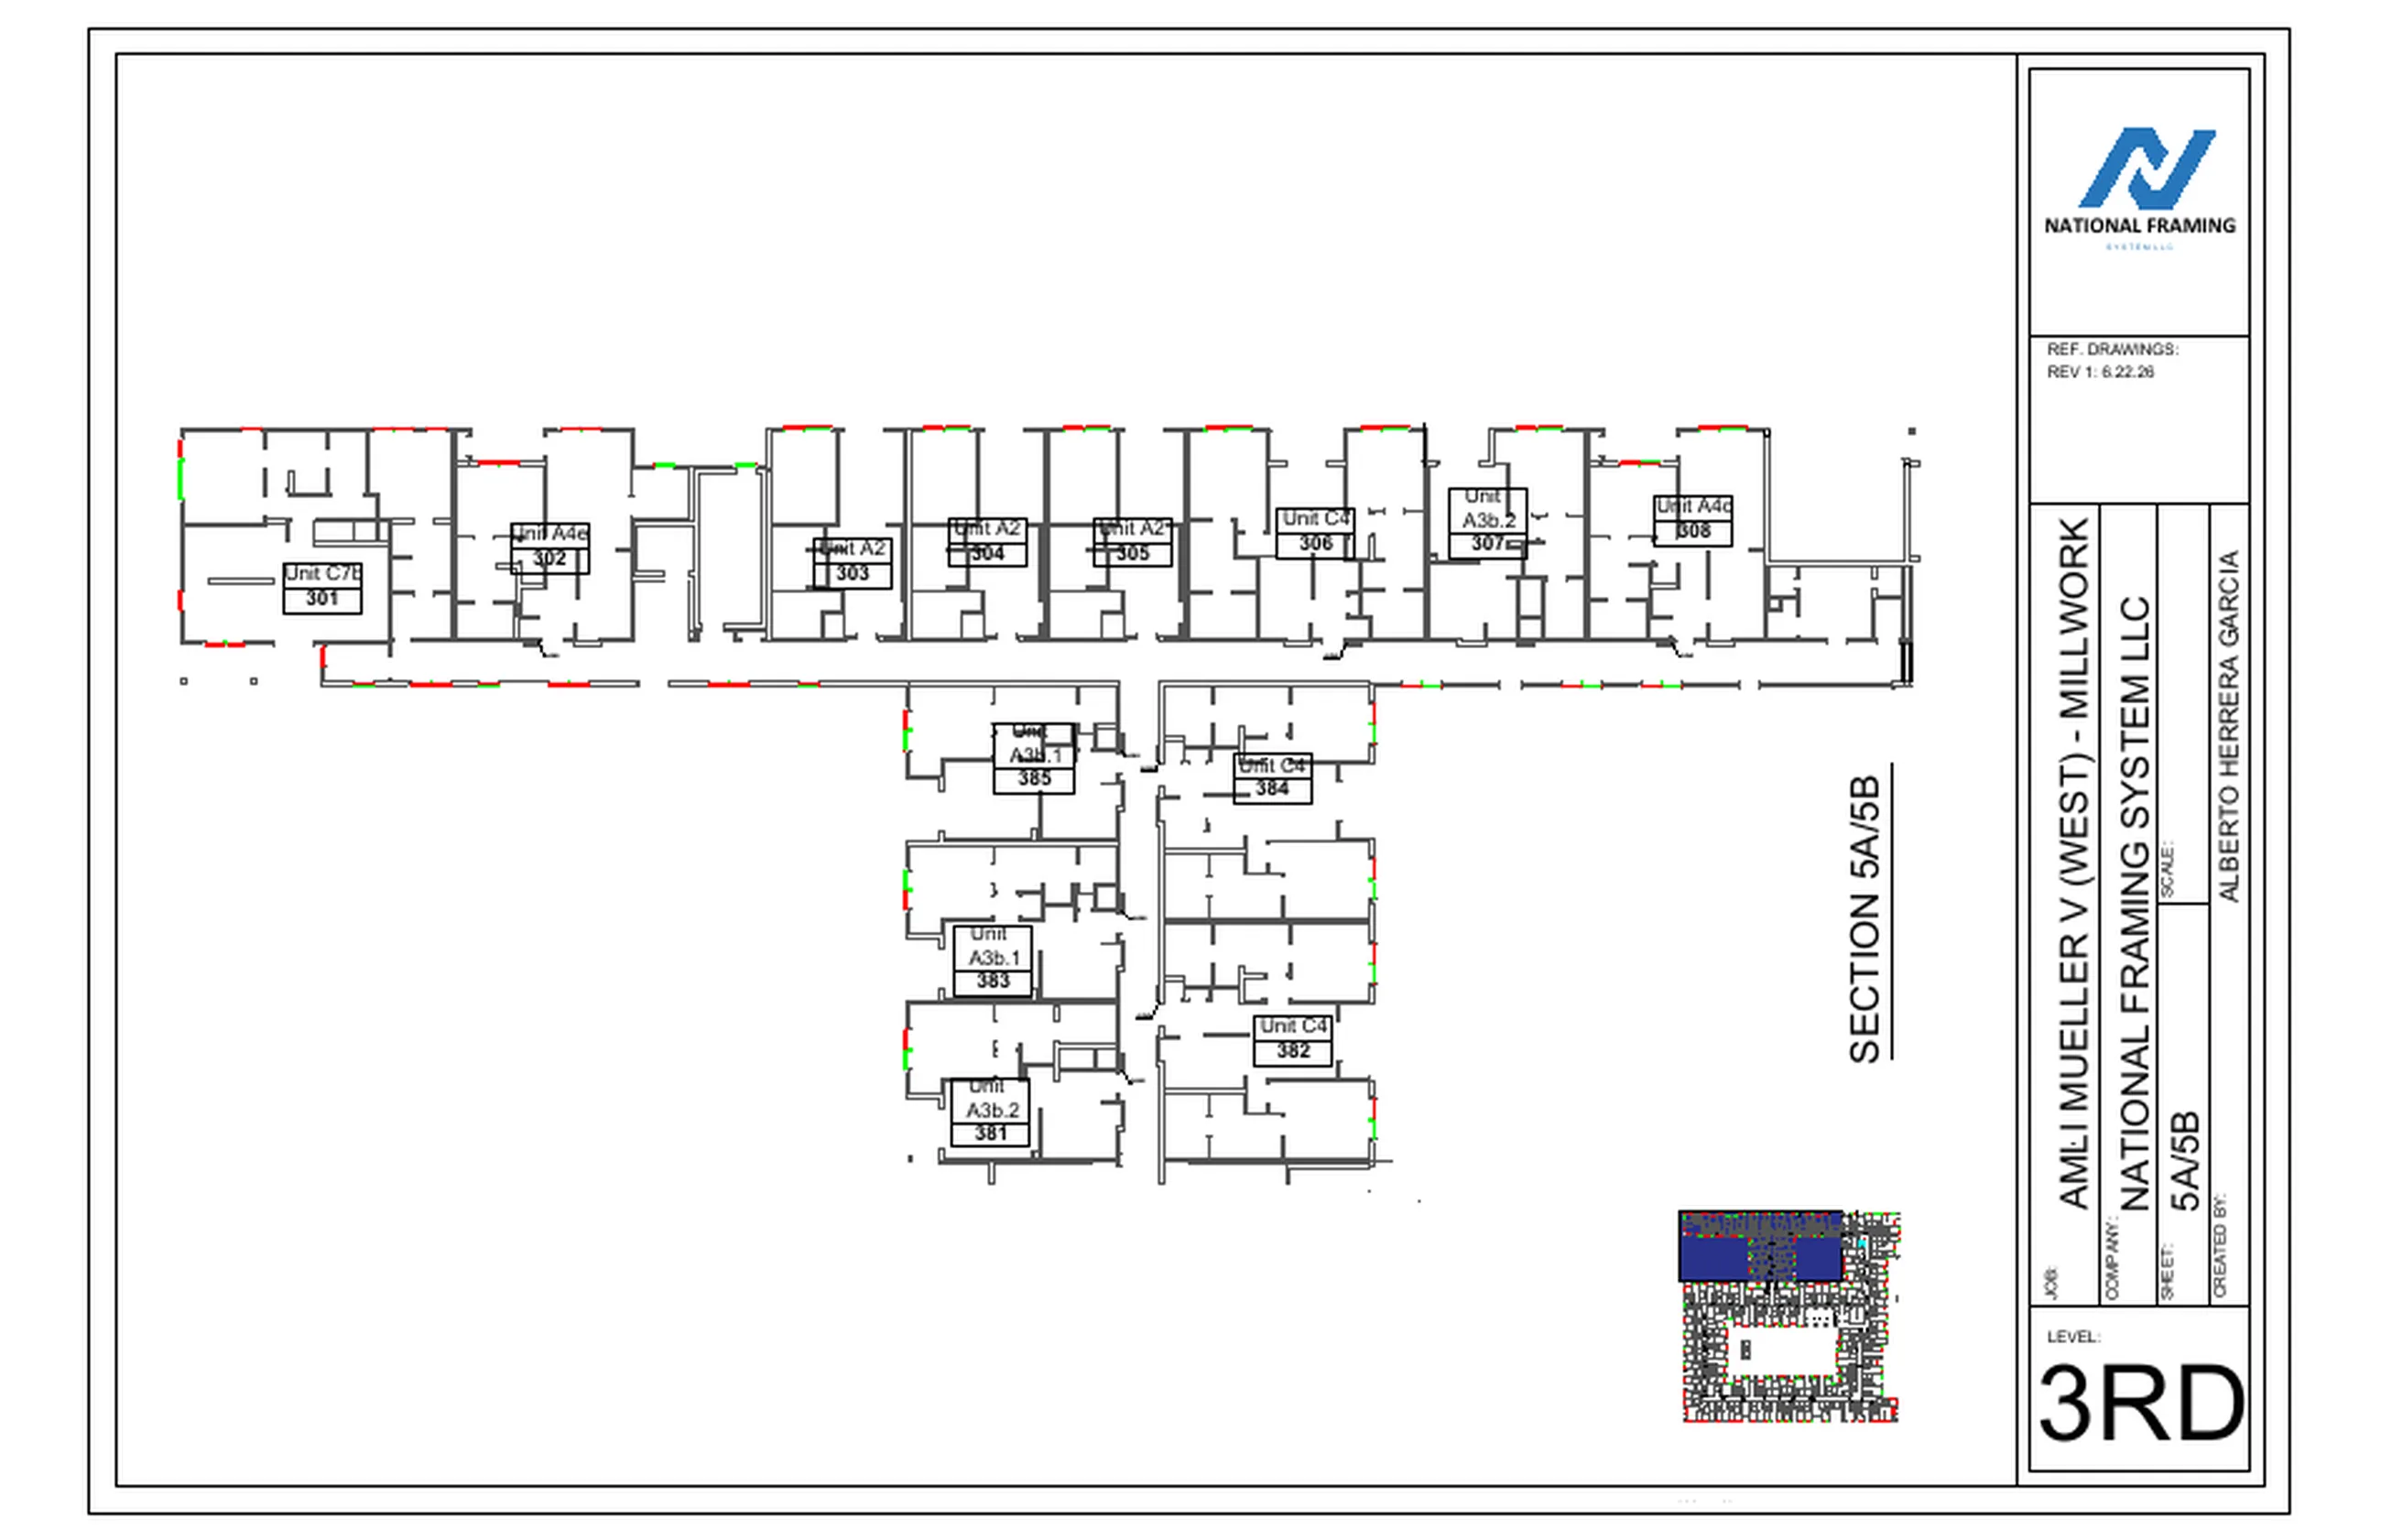 NATIONAL FRAMING
SYSTEM LLC
REF. DRAWINGS:
REV 1: 6.22.26
Unit C7b
301
Unit A4e
302
Unit A2
303
Unit A2
304
Unit A2
305
Unit C4
306
Unit
A3b.2
307
Unit A4c
308
Unit
A3b.1
385
Unit C4
384
Unit
A3b.1
383
Unit C4
382
Unit
A3b.2
381
SECTION 5A/5B
JOB:
AMLI MUELLER V (WEST) - MILLWORK
COMPANY:
NATIONAL FRAMING SYSTEM LLC
SHEET:
5A/5B
SCALE:
CREATED BY:
ALBERTO HERRERA GARCIA
LEVEL:
3RD